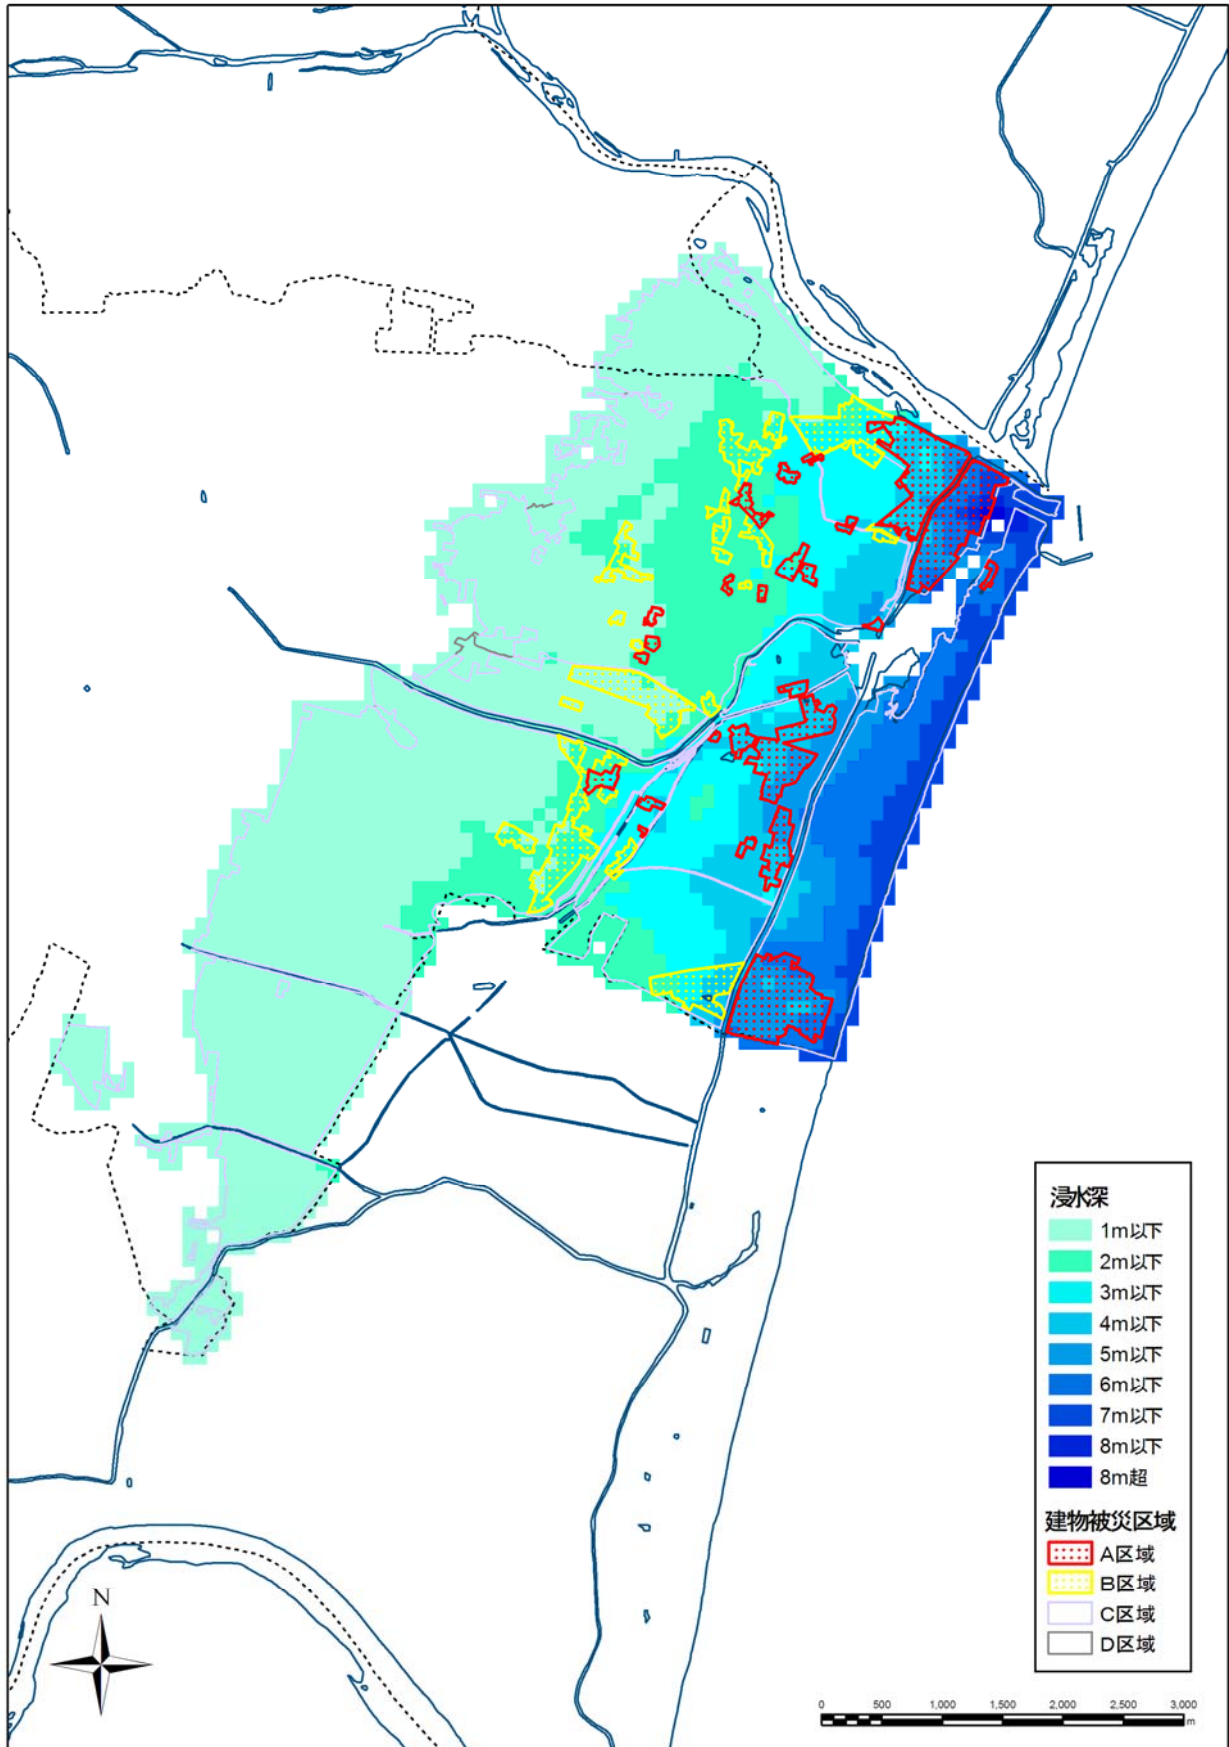 浸水深
1m以下
2m以下
3m以下
4m以下
5m以下
6m以下
7m以下
8m以下
8m超
建物被災区域
A区域
B区域
C区域
D区域
N
0 500 1,000 1,500 2,000 2,500 3,000
m